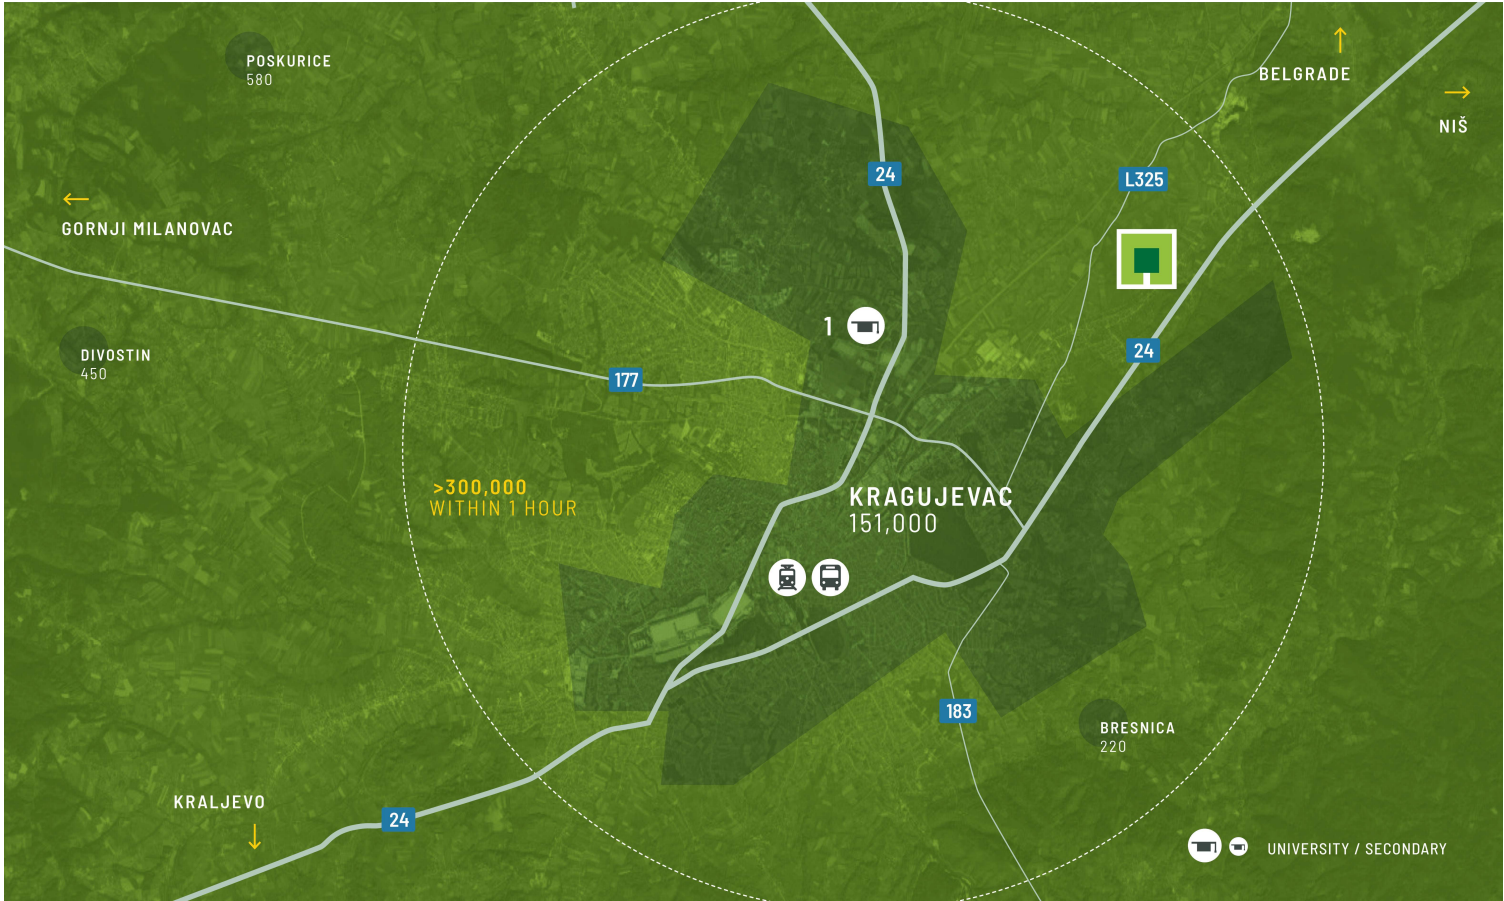 POSKURICE
580
BELGRADE
NIŠ
24
L325
GORNJI MILANOVAC
1
24
DIVOSTIN
450
177
>300,000
WITHIN 1 HOUR
KRAGUJEVAC
151,000
183
BRESNICA
220
KRALJEVO
24
UNIVERSITY / SECONDARY